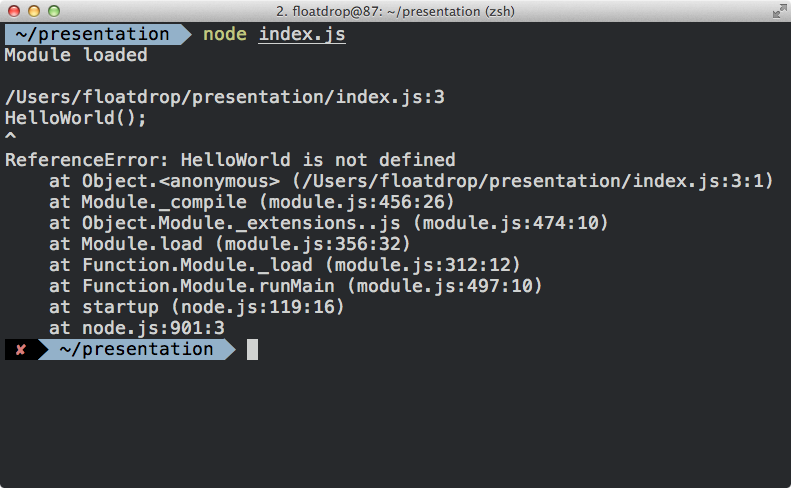 2. floatdrop@87: ~/presentation (zsh)
~/presentation node index.js
Module loaded
/Users/floatdrop/presentation/index.js:3
HelloWorld();
^
ReferenceError: HelloWorld is not defined
at Object.<anonymous> (/Users/floatdrop/presentation/index.js:3:1)
at Module._compile (module.js:456:26)
at Object.Module._extensions..js (module.js:474:10)
at Module.load (module.js:356:32)
at Function.Module._load (module.js:312:12)
at Function.Module.runMain (module.js:497:10)
at startup (node.js:119:16)
at node.js:901:3
✘ ~/presentation